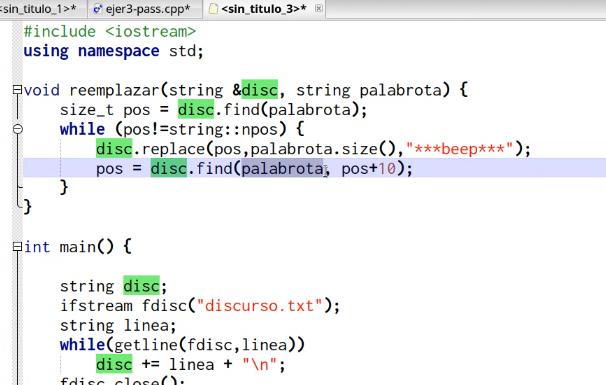 <sin_titulo_1>* ejer3-pass.cpp* <sin_titulo_3>*
#include <iostream>
using namespace std;
void reemplazar(string &disc, string palabrota) {
size_t pos = disc.find(palabrota);
while (pos!=string::npos) {
disc.replace(pos,palabrota.size(),"***beep***");
pos = disc.find(palabrota, pos+10);
}
}
int main() {
string disc;
ifstream fdisc("discurso.txt");
string linea;
while(getline(fdisc,linea))
disc += linea + "\n";
fdisc.close();